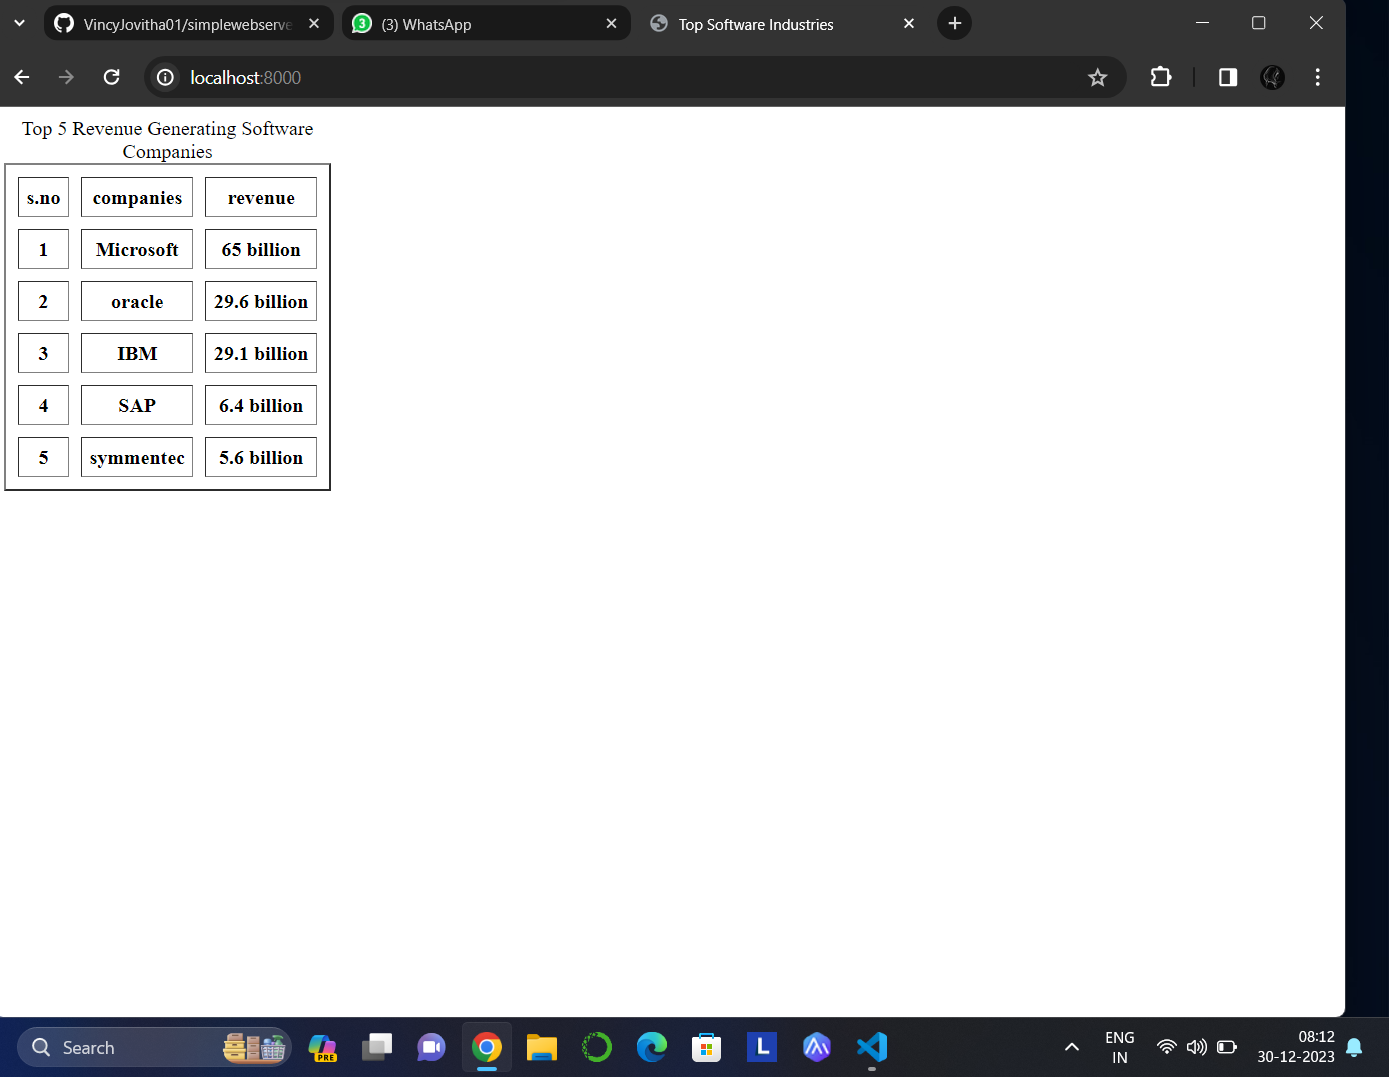 VincyJovitha01/simplewebserve
3 (3) WhatsApp
Top Software Industries
localhost:8000
Top 5 Revenue Generating Software
Companies
s.no companies revenue
1 Microsoft 65 billion
2 oracle 29.6 billion
3 IBM 29.1 billion
4 SAP 6.4 billion
5 symmentec 5.6 billion
Search PRE L ENG 08:12
IN 30-12-2023